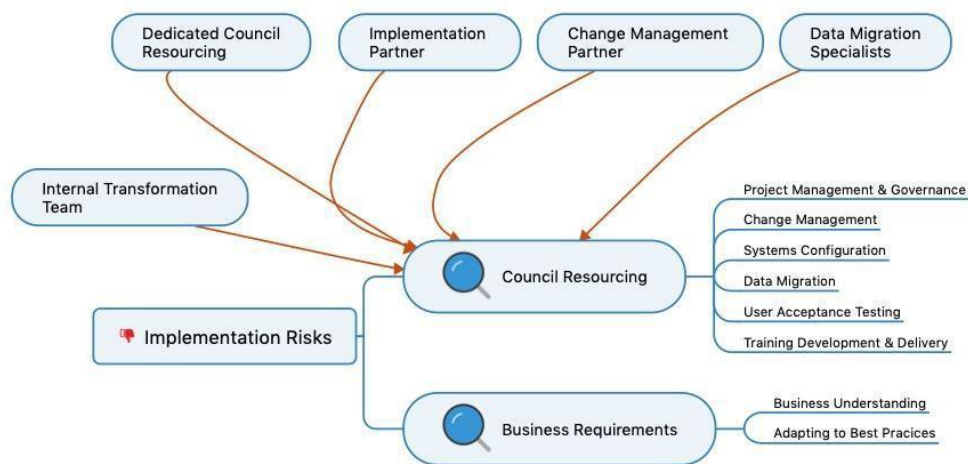 Dedicated Council
Resourcing
Implementation
Partner
Change Management
Partner
Data Migration
Specialists
Internal Transformation
Team
Project Management & Governance
Change Management
Systems Configuration
Council Resourcing
Data Migration
User Acceptance Testing
Training Development & Delivery
Implementation Risks
Business Understanding
Business Requirements
Adapting to Best Pracices